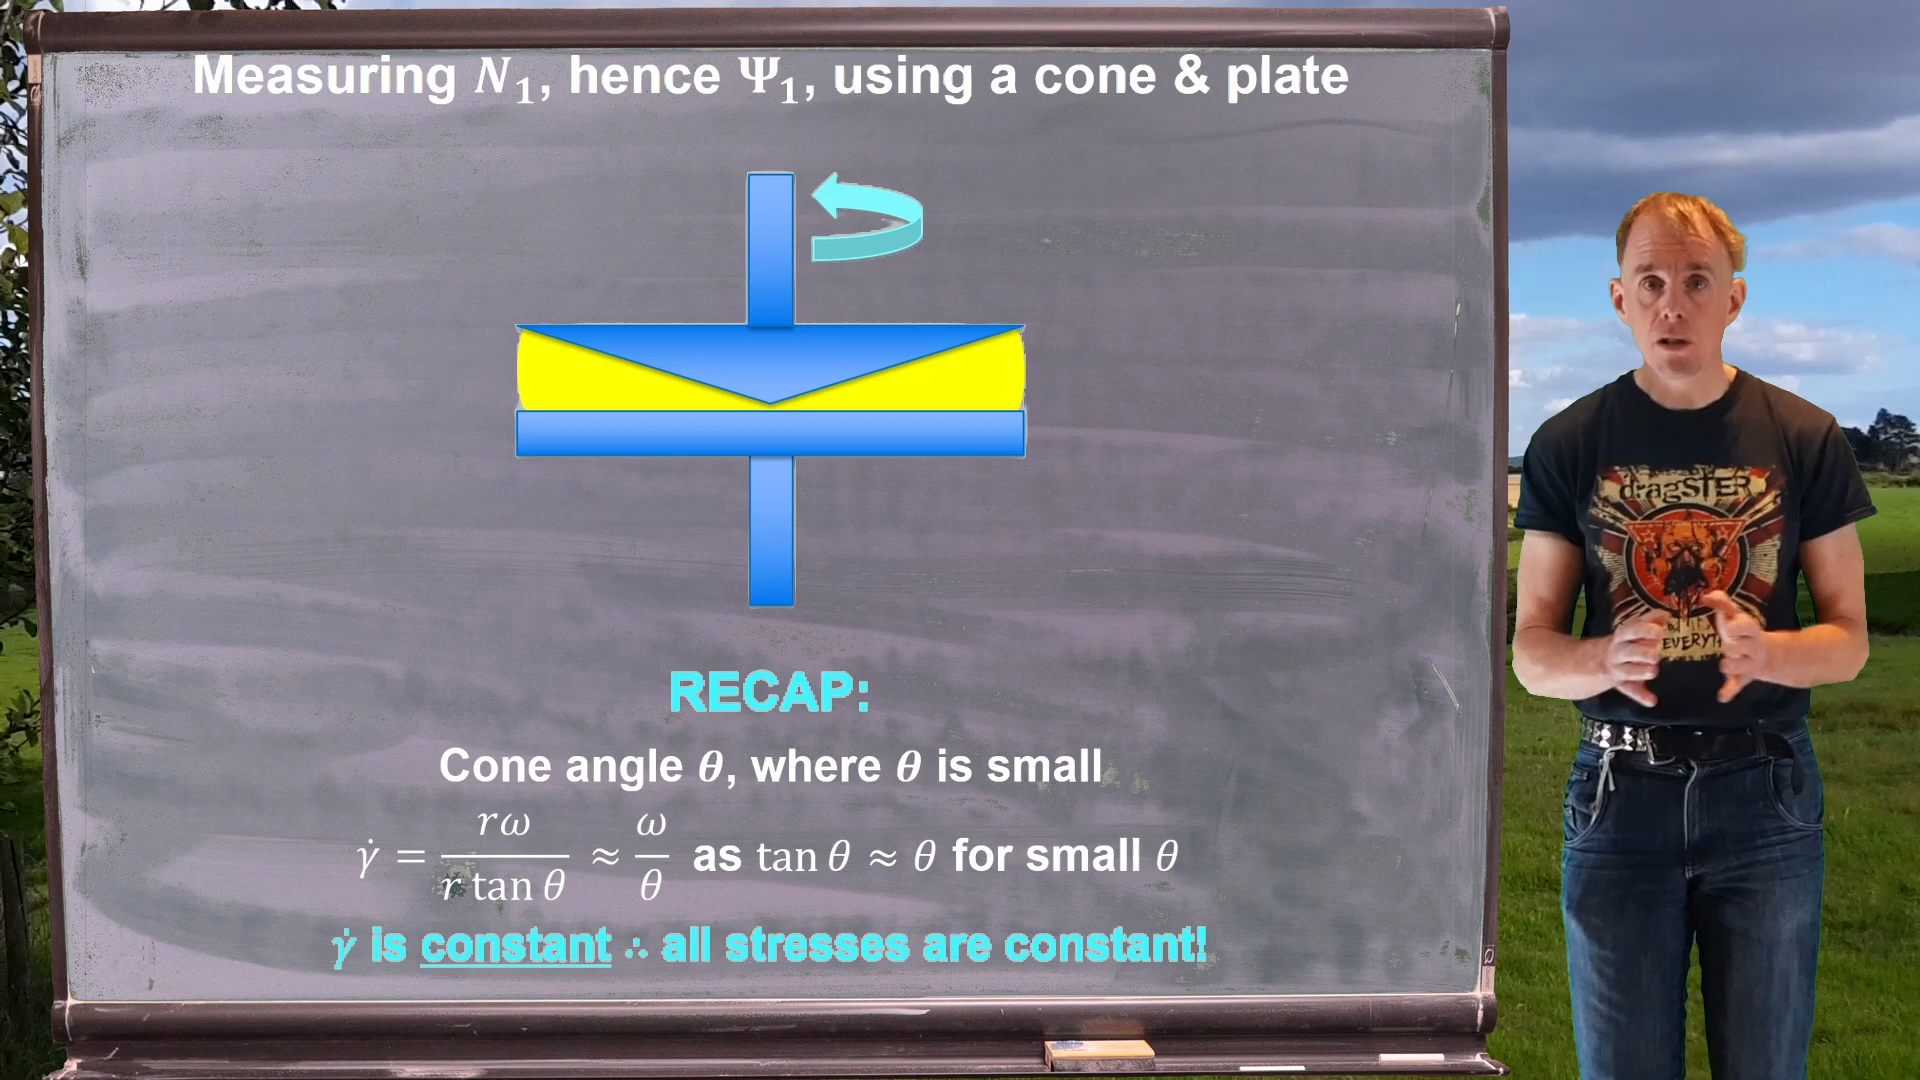 Measuring N₁, hence Ψ₁, using a cone & plate
RECAP:
Cone angle θ, where θ is small
γ̇ = rω / r tan θ ≈ ω / θ as tan θ ≈ θ for small θ
γ̇ is constant ∴ all stresses are constant!
dragSTER
EVERYT